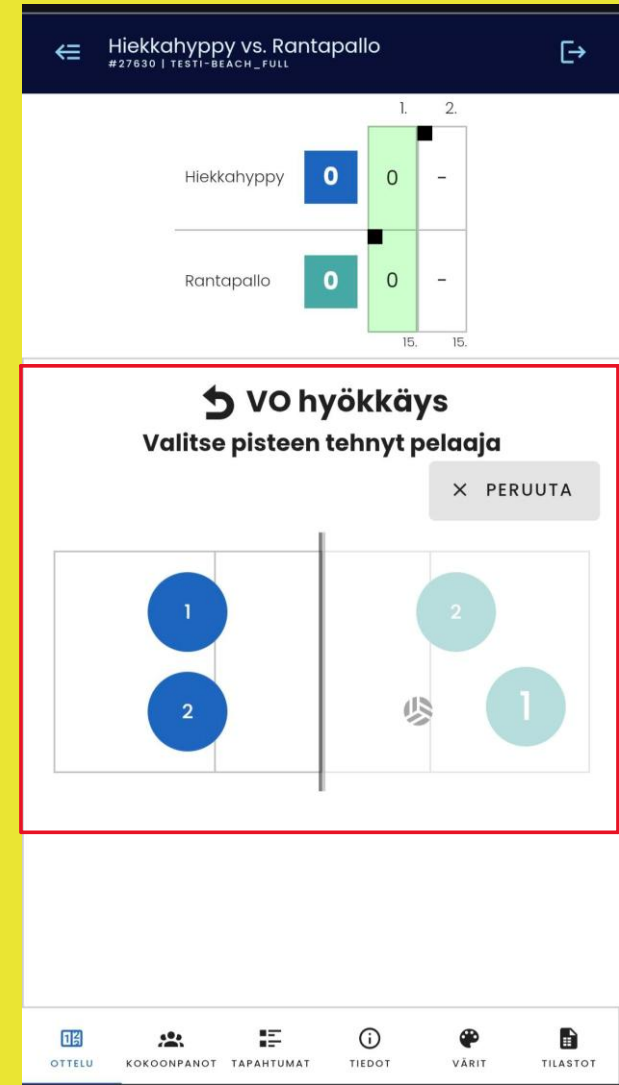 Hiekkahyppy vs. Rantapallo
#27630 | TESTI-BEACH_FULL
1. 2.
Hiekkahyppy 0 0 -
Rantapallo 0 0 -
15. 15.
VO hyökkäys
Valitse pisteen tehnyt pelaaja
× PERUUTA
1 2
2 1
OTTELU KOKOONPANOT TAPAHTUMAT TIEDOT VÄRIT TILASTOT